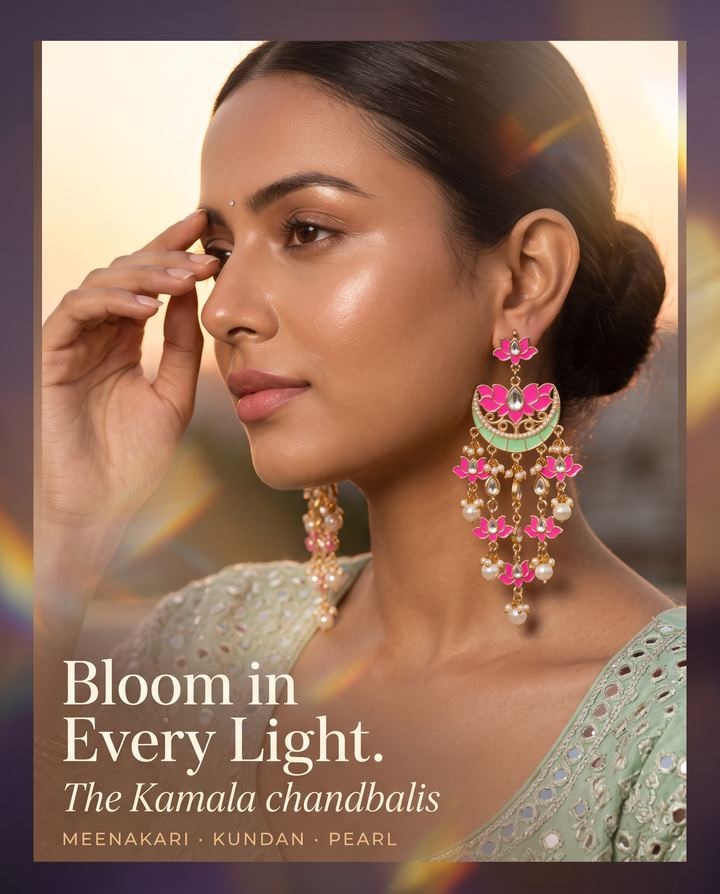 Bloom in
Every Light.
The Kamala chandbalis
MEENAKARI · KUNDAN · PEARL